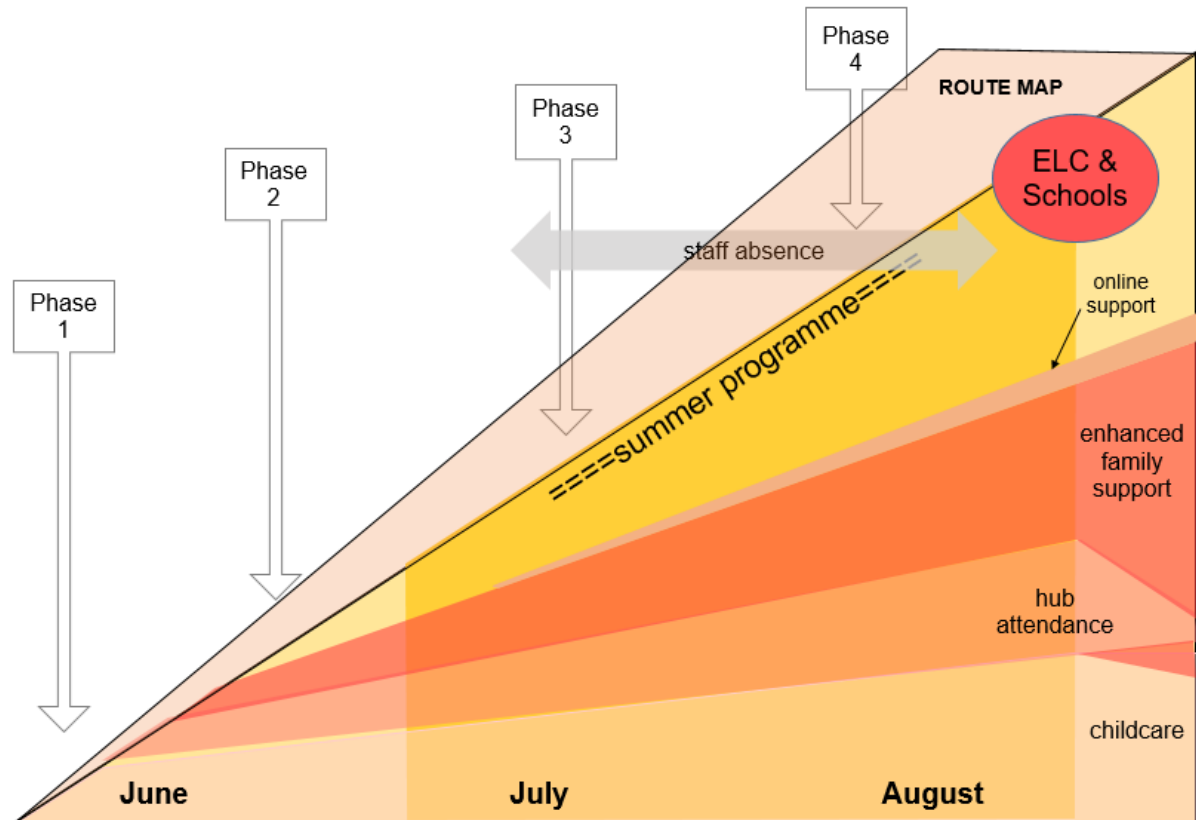 Phase
4
ROUTE MAP
Phase
3
ELC &
Schools
Phase
2
staff absence
online
support
Phase
1
====summer programme====
enhanced
family
support
hub
attendance
childcare
June
July
August